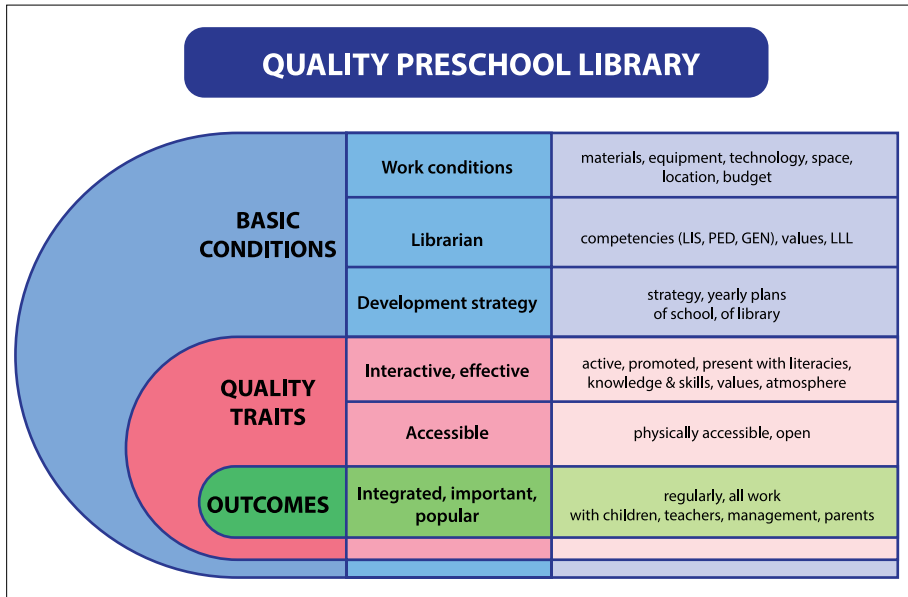 QUALITY PRESCHOOL LIBRARY
BASIC
CONDITIONS
Work conditions
materials, equipment, technology, space,
location, budget
Librarian
competencies (LIS, PED, GEN), values, LLL
Development strategy
strategy, yearly plans
of school, of library
QUALITY
TRAITS
Interactive, effective
active, promoted, present with literacies,
knowledge & skills, values, atmosphere
Accessible
physically accessible, open
OUTCOMES
Integrated, important,
popular
regularly, all work
with children, teachers, management, parents